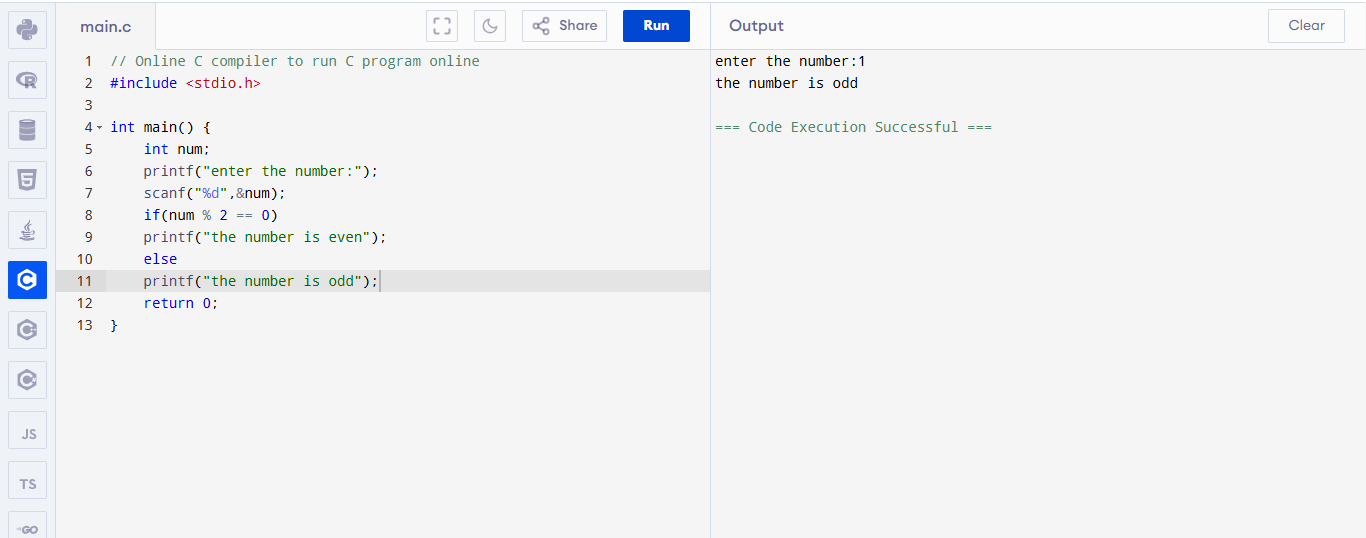 main.c
Share
Run
Output
Clear
1 // Online C compiler to run C program online
2 #include <stdio.h>
3
4 int main() {
5     int num;
6     printf("enter the number:");
7     scanf("%d",&num);
8     if(num % 2 == 0)
9     printf("the number is even");
10     else
11     printf("the number is odd");
12     return 0;
13 }
enter the number:1
the number is odd
=== Code Execution Successful ===
R
5
C
C
C
JS
TS
GO